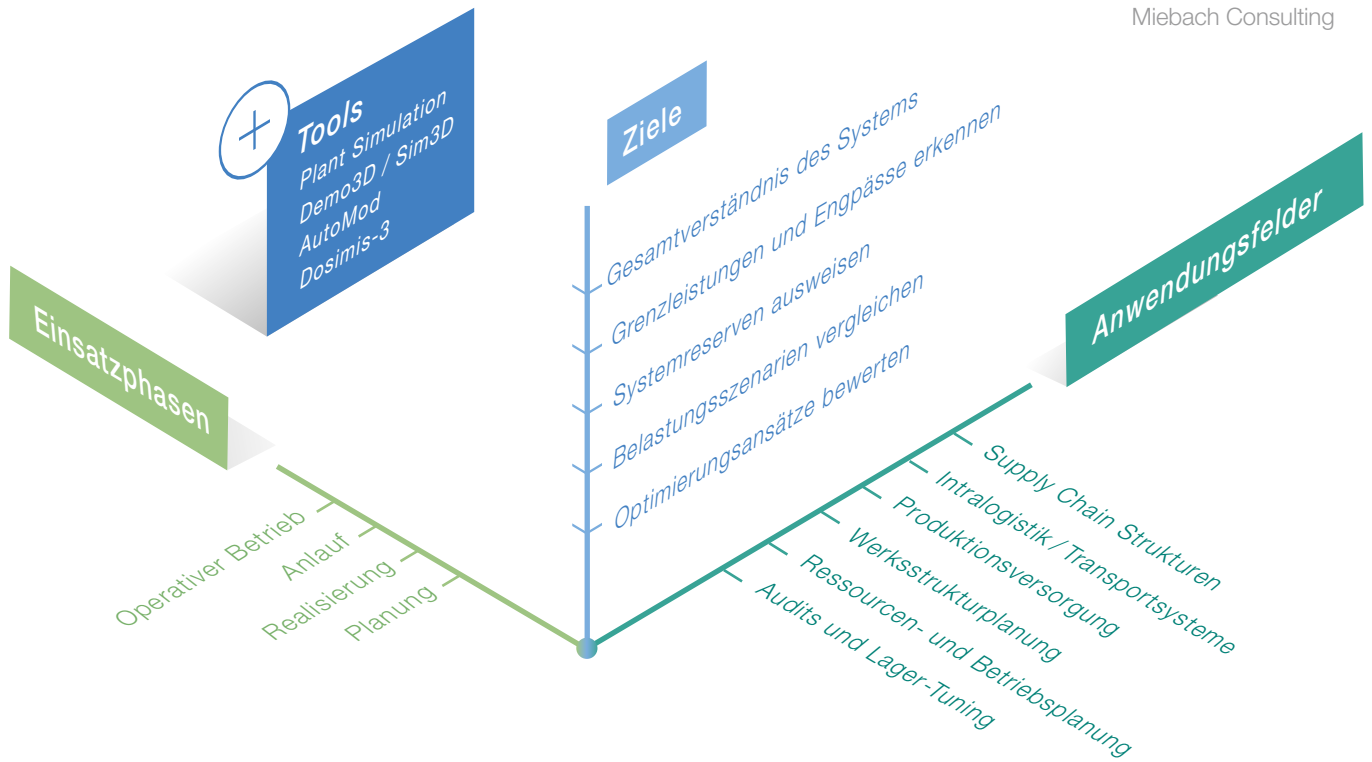 Miebach Consulting
Tools
Plant Simulation
Demo3D / Sim3D
AutoMod
Dosimis-3
Ziele
Gesamtverständnis des Systems
Grenzleistungen und Engpässe erkennen
Systemreserven ausweisen
Belastungsszenarien vergleichen
Optimierungsansätze bewerten
Einsatzphasen
Operativer Betrieb
Anlauf
Realisierung
Planung
Anwendungsfelder
Supply Chain Strukturen
Intralogistik / Transportsysteme
Produktionsversorgung
Werksstrukturplanung
Ressourcen- und Betriebsplanung
Audits und Lager-Tuning